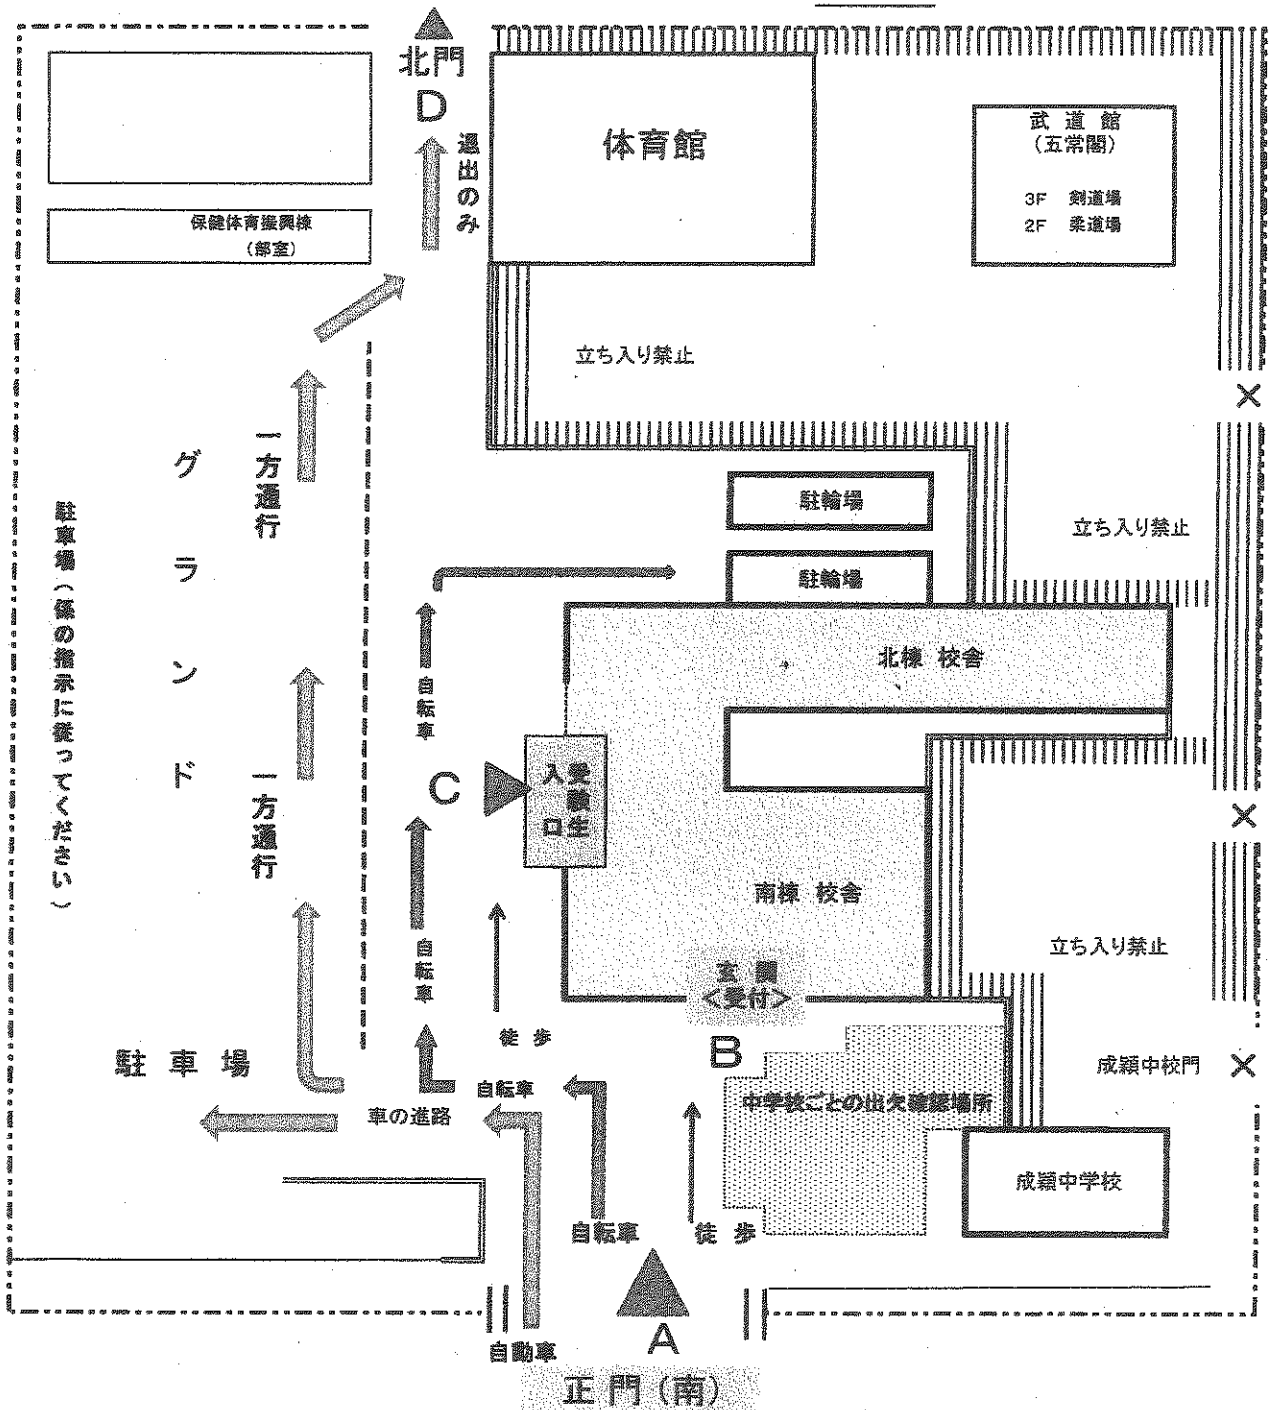 北門
D
退出のみ
体育館
武道館
(五常閣)
3F 剣道場
2F 柔道場
保健体育振興棟
(部室)
立ち入り禁止
×
グランド
一方通行
駐車場(係の指示に従ってください)
駐輪場
立ち入り禁止
駐輪場
北棟 校舎
自転車
C
受験生
入口
一方通行
×
南棟 校舎
自転車
立ち入り禁止
玄関
<受付>
徒歩
B
駐車場
成穎中校門
×
自転車
中学校ごとの出欠確認場所
車の進路
成穎中学校
自転車
徒歩
A
自動車
正門(南)